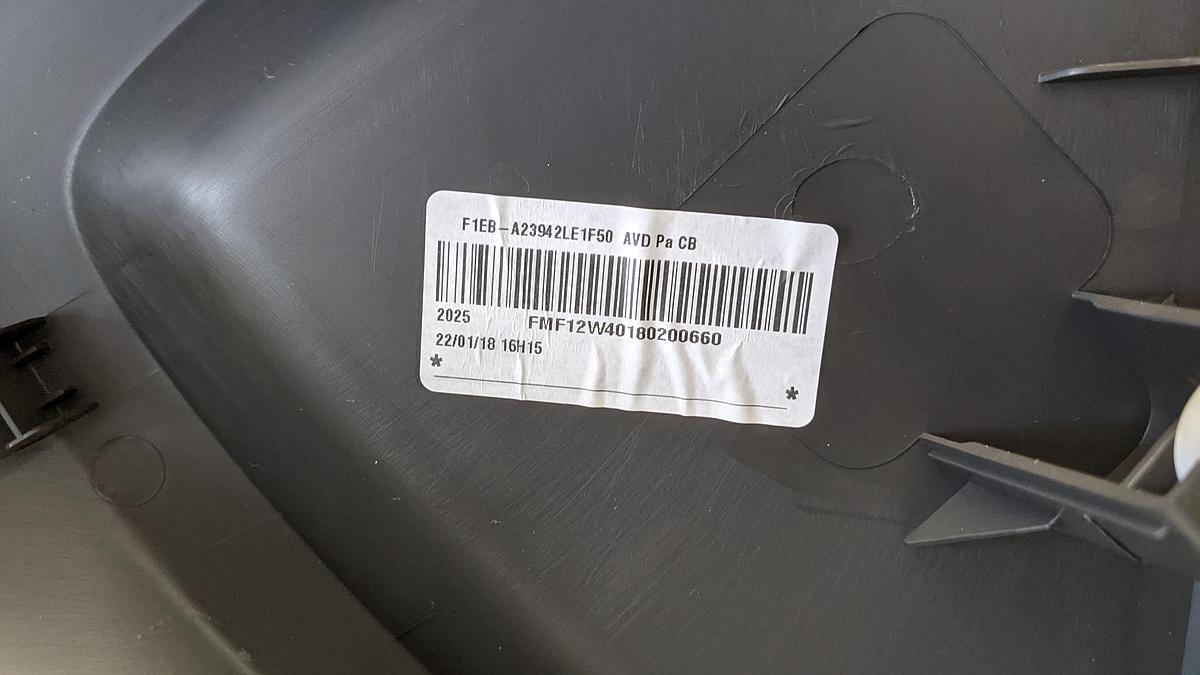 F1EB-A23942LE1F50 AVD Pa CB
2025 FMF12W40180200660
22/01/18 16H15
* *